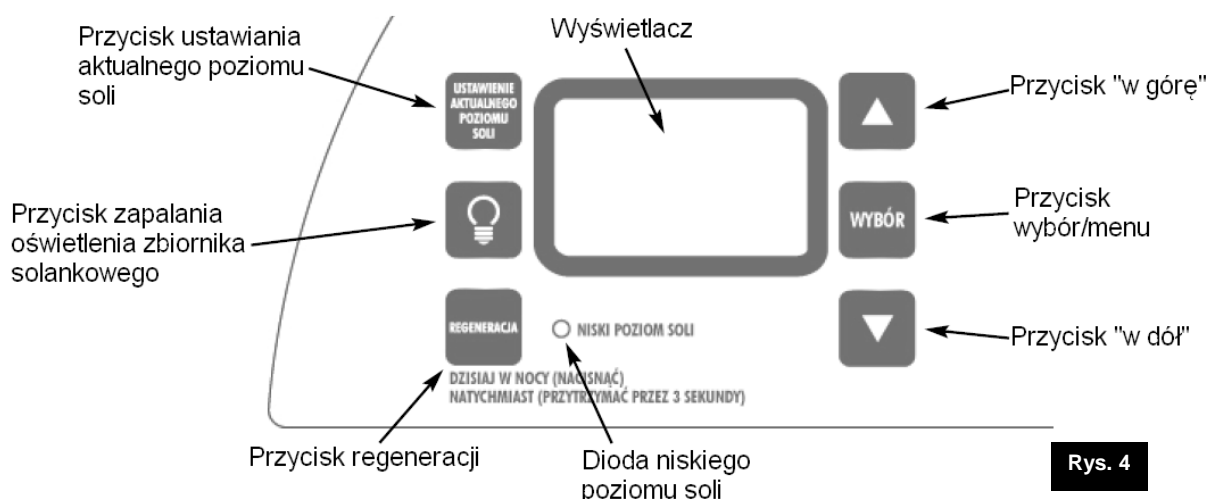 Przycisk ustawiania
aktualnego poziomu
soli
Wyświetlacz
USTAWIENIE
AKTUALNEGO
POZIOMU
SOLI
Przycisk "w górę"
Przycisk zapalania
oświetlenia zbiornika
solankowego
WYBÓR
Przycisk
wybór/menu
REGENERACJA
NISKI POZIOM SOLI
Przycisk "w dół"
DZISIAJ W NOCY (NACISNĄĆ)
NATYCHMIAST (PRZYTRZYMAĆ PRZEZ 3 SEKUNDY)
Przycisk regeneracji
Dioda niskiego
poziomu soli
Rys. 4